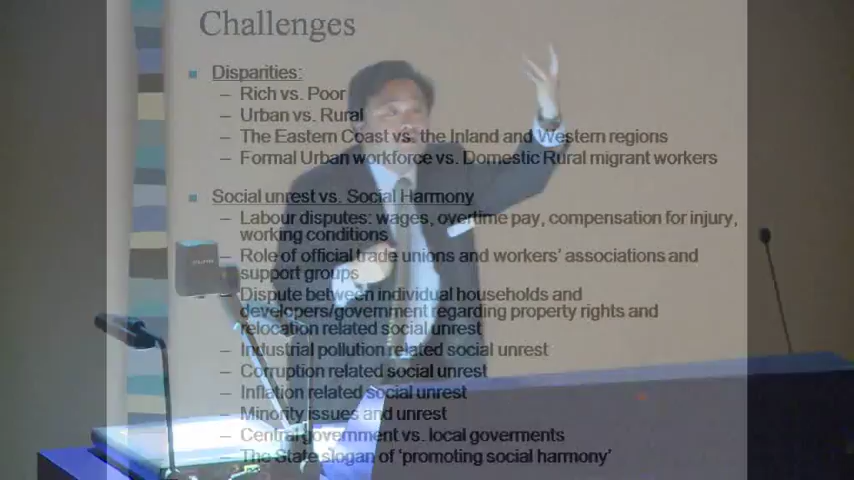 Challenges
Disparities:
– Rich vs. Poor
– Urban vs. Rural
– The Eastern Coast vs. the Inland and Western regions
– Formal Urban workforce vs. Domestic Rural migrant workers
Social unrest vs. Social Harmony
– Labour disputes: wages, overtime pay, compensation for injury,
working conditions
– Role of official trade unions and workers' associations and
support groups
– Dispute between individual households and
developers/government regarding property rights and
relocation related social unrest
– Industrial pollution related social unrest
– Corruption related social unrest
– Inflation related social unrest
– Minority issues and unrest
– Central government vs. local goverments
– The State slogan of 'promoting social harmony'